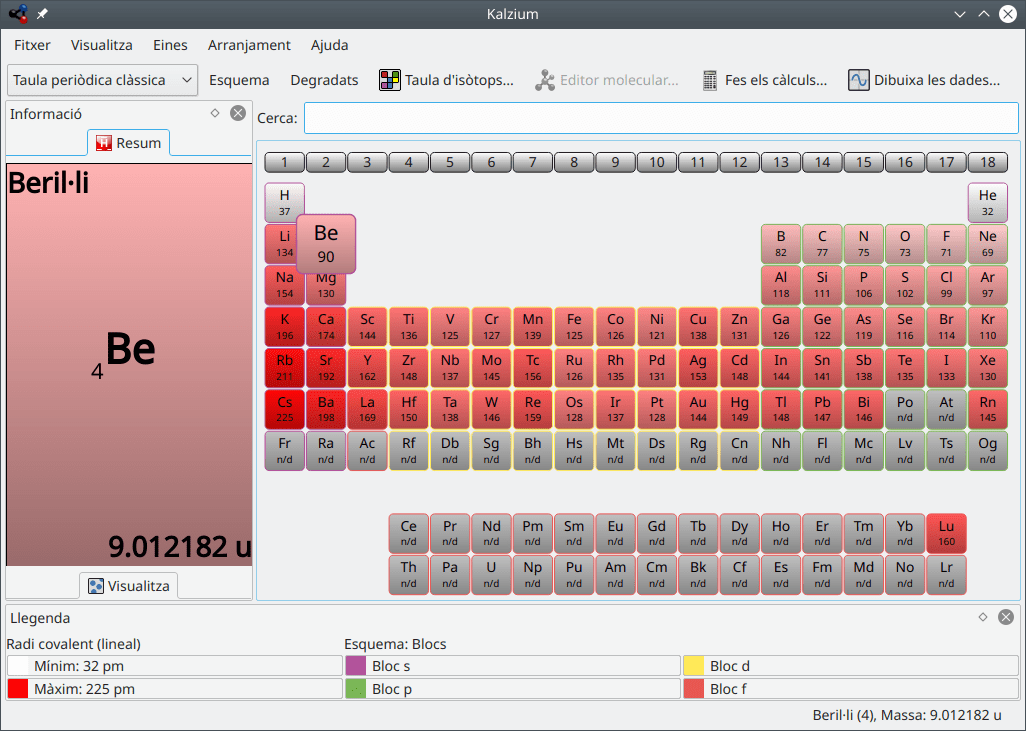 Kalzium
Fitxer Visualitza Eines Arranjament Ajuda
Taula periòdica clàssica Esquema Degradats Taula d'isòtops... Editor molecular... Fes els càlculs... Dibuixa les dades...
Informació
Resum
Beril·li
4 Be
9.012182 u
Visualitza
Cerca:
1 2 3 4 5 6 7 8 9 10 11 12 13 14 15 16 17 18
H He
37 32
Li Be B C N O F Ne
134 90 82 77 75 73 71 69
Na Mg Al Si P S Cl Ar
154 130 118 111 106 102 99 97
K Ca Sc Ti V Cr Mn Fe Co Ni Cu Zn Ga Ge As Se Br Kr
196 174 144 136 125 127 139 125 126 121 138 131 126 122 119 116 114 110
Rb Sr Y Zr Nb Mo Tc Ru Rh Pd Ag Cd In Sn Sb Te I Xe
211 192 162 148 137 145 156 126 135 131 153 148 144 141 138 135 133 130
Cs Ba La Hf Ta W Re Os Ir Pt Au Hg Tl Pb Bi Po At Rn
225 198 169 150 138 146 159 128 137 128 144 149 148 147 146 n/d n/d 145
Fr Ra Ac Rf Db Sg Bh Hs Mt Ds Rg Cn Nh Fl Mc Lv Ts Og
n/d n/d n/d n/d n/d n/d n/d n/d n/d n/d n/d n/d n/d n/d n/d n/d n/d n/d
Ce Pr Nd Pm Sm Eu Gd Tb Dy Ho Er Tm Yb Lu
n/d n/d n/d n/d n/d n/d n/d n/d n/d n/d n/d n/d n/d 160
Th Pa U Np Pu Am Cm Bk Cf Es Fm Md No Lr
n/d n/d n/d n/d n/d n/d n/d n/d n/d n/d n/d n/d n/d n/d
Llegenda
Radi covalent (lineal) Esquema: Blocs
Mínim: 32 pm Bloc s Bloc d
Màxim: 225 pm Bloc p Bloc f
Beril·li (4), Massa: 9.012182 u